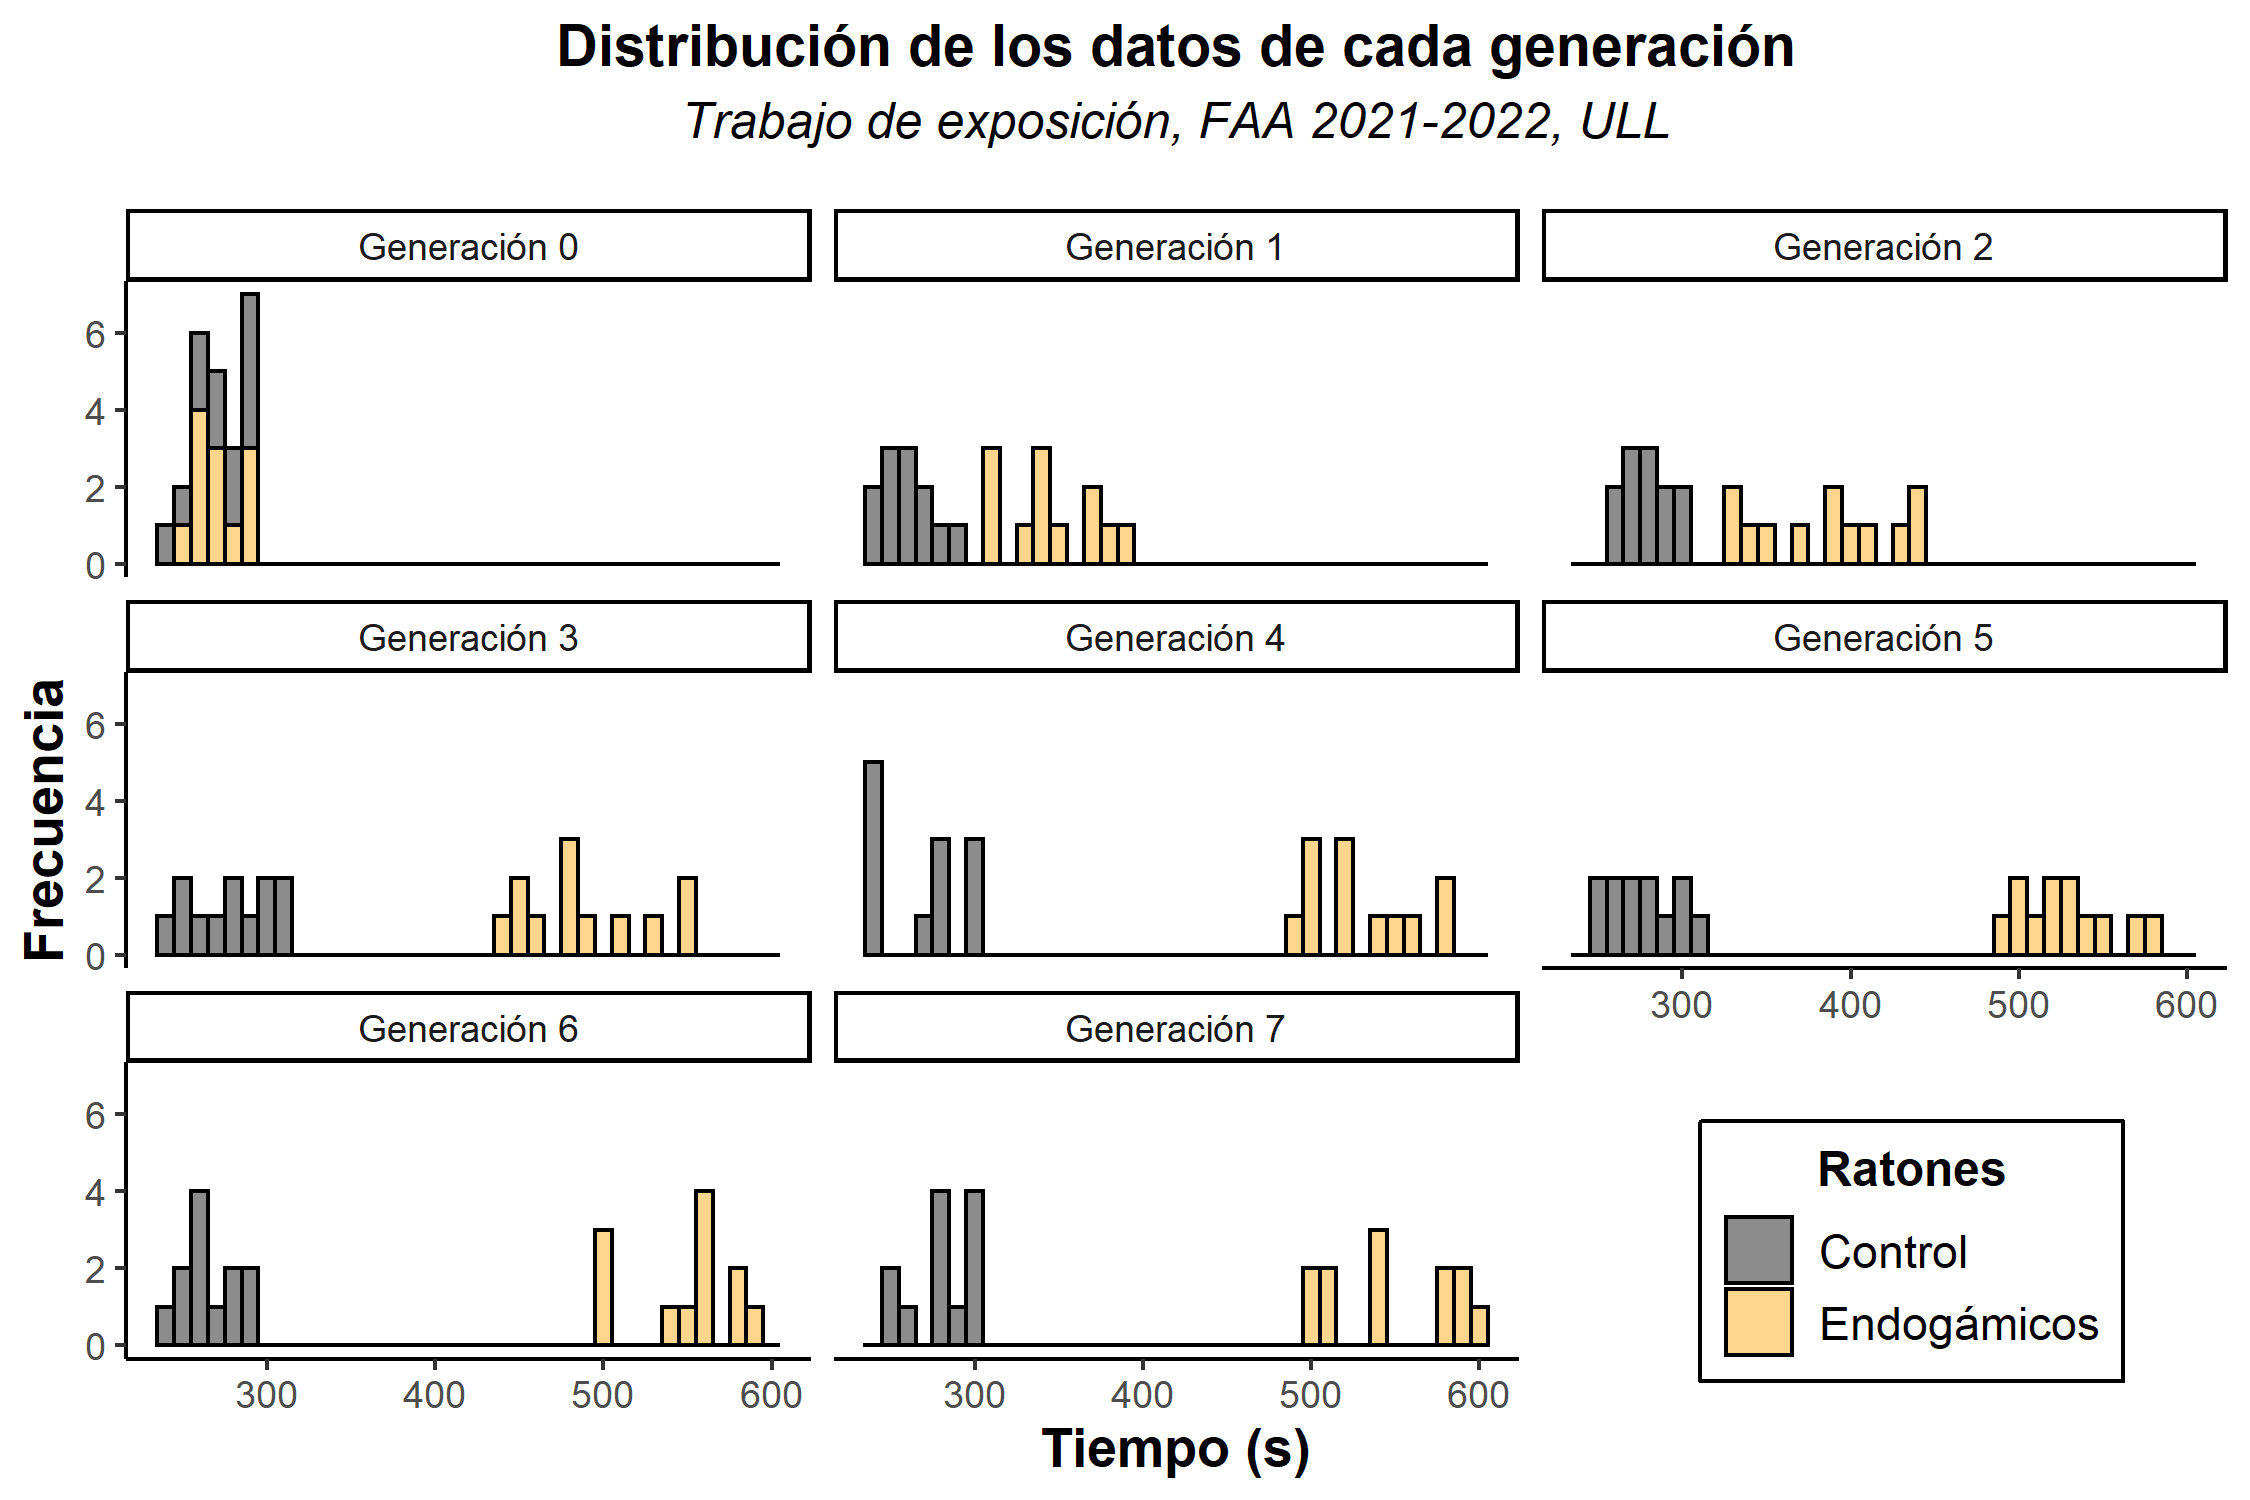 Distribución de los datos de cada generación
Trabajo de exposición, FAA 2021-2022, ULL
Generación 0
Generación 1
Generación 2
6
4
2
0
Generación 3
Generación 4
Generación 5
6
4
2
0
300 400 500 600
Frecuencia
Generación 6
Generación 7
6
4
2
0
300 400 500 600
300 400 500 600
Tiempo (s)
Ratones
Control
Endogámicos